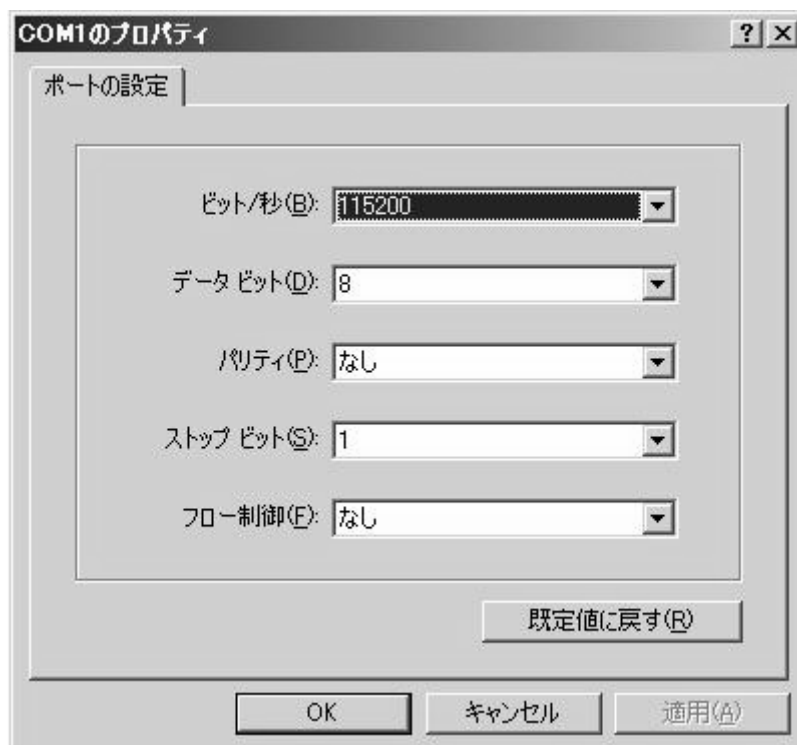 COM1のプロパティ
ポートの設定
ビット/秒(B): 115200
データ ビット(D): 8
パリティ(P): なし
ストップ ビット(S): 1
フロー制御(F): なし
既定値に戻す(R)
OK キャンセル 適用(A)